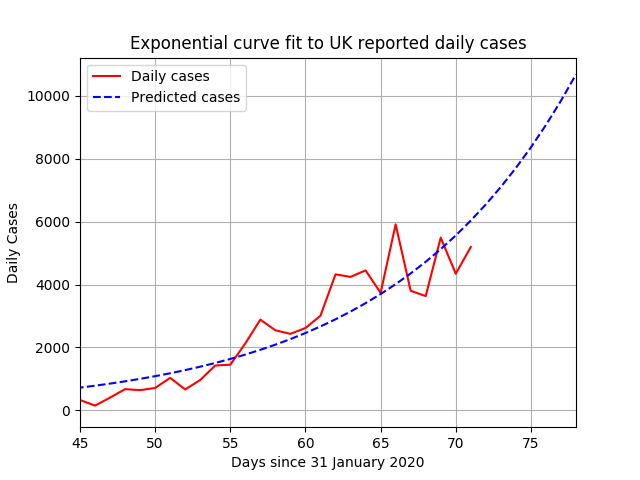 Exponential curve fit to UK reported daily cases
Daily cases
Predicted cases
Daily Cases
10000
8000
6000
4000
2000
0
45 50 55 60 65 70 75
Days since 31 January 2020